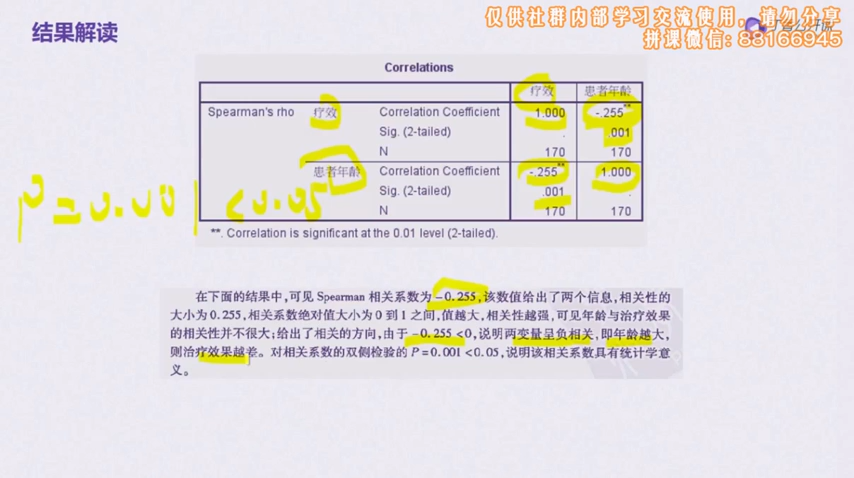 仅供社群内部学习交流使用，请勿分享
拼课微信: 88166945
结果解读
Correlations
疗效 患者年龄
Spearman's rho 疗效 Correlation Coefficient 1.000 -.255**
Sig. (2-tailed) . .001
N 170 170
患者年龄 Correlation Coefficient -.255** 1.000
Sig. (2-tailed) .001 .
N 170 170
**. Correlation is significant at the 0.01 level (2-tailed).
P=0.001 <0.05
在下面的结果中,可见 Spearman 相关系数为 -0.255,该数值给出了两个信息,相关性的
大小为 0.255,相关系数绝对值大小为 0 到 1 之间,值越大,相关性越强,可见年龄与治疗效果
的相关性并不很大;给出了相关的方向,由于 -0.255 <0,说明两变量呈负相关,即年龄越大,
则治疗效果越差。对相关系数的双侧检验的 P=0.001 <0.05,说明该相关系数具有统计学意
义。